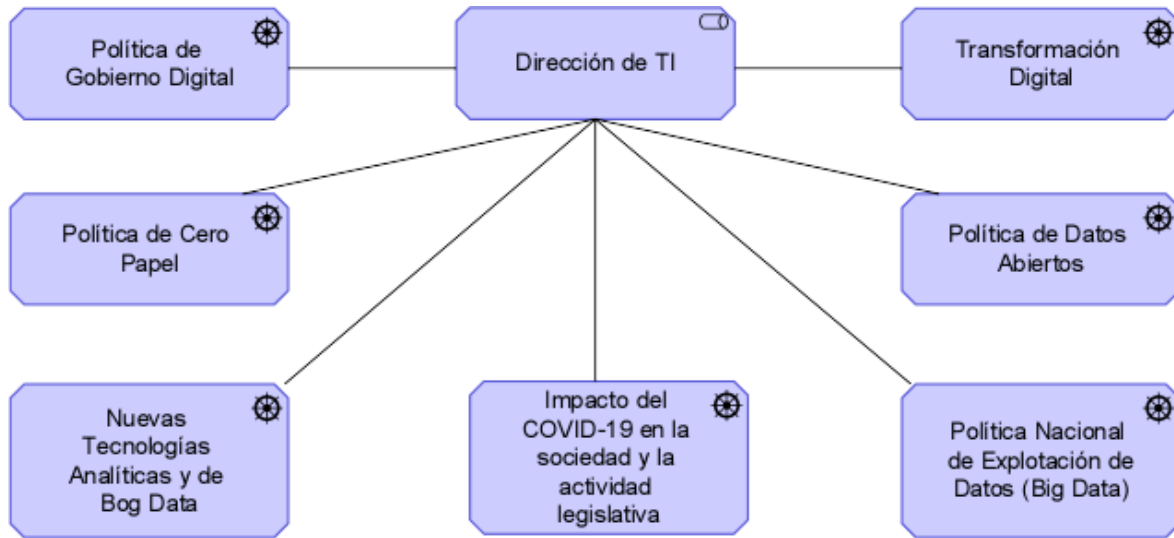 Política de
Gobierno Digital
Dirección de TI
Transformación
Digital
Política de Cero
Papel
Política de Datos
Abiertos
Nuevas
Tecnologías
Analíticas y de
Bog Data
Impacto del
COVID-19 en la
sociedad y la
actividad
legislativa
Política Nacional
de Explotación de
Datos (Big Data)